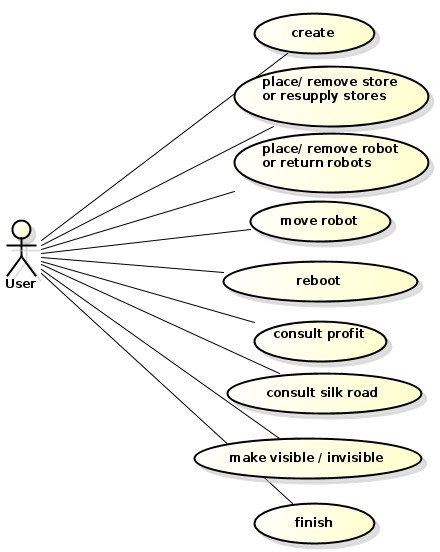 create
place/ remove store
or resupply stores
place/ remove robot
or return robots
move robot
User
reboot
consult profit
consult silk road
make visible / invisible
finish